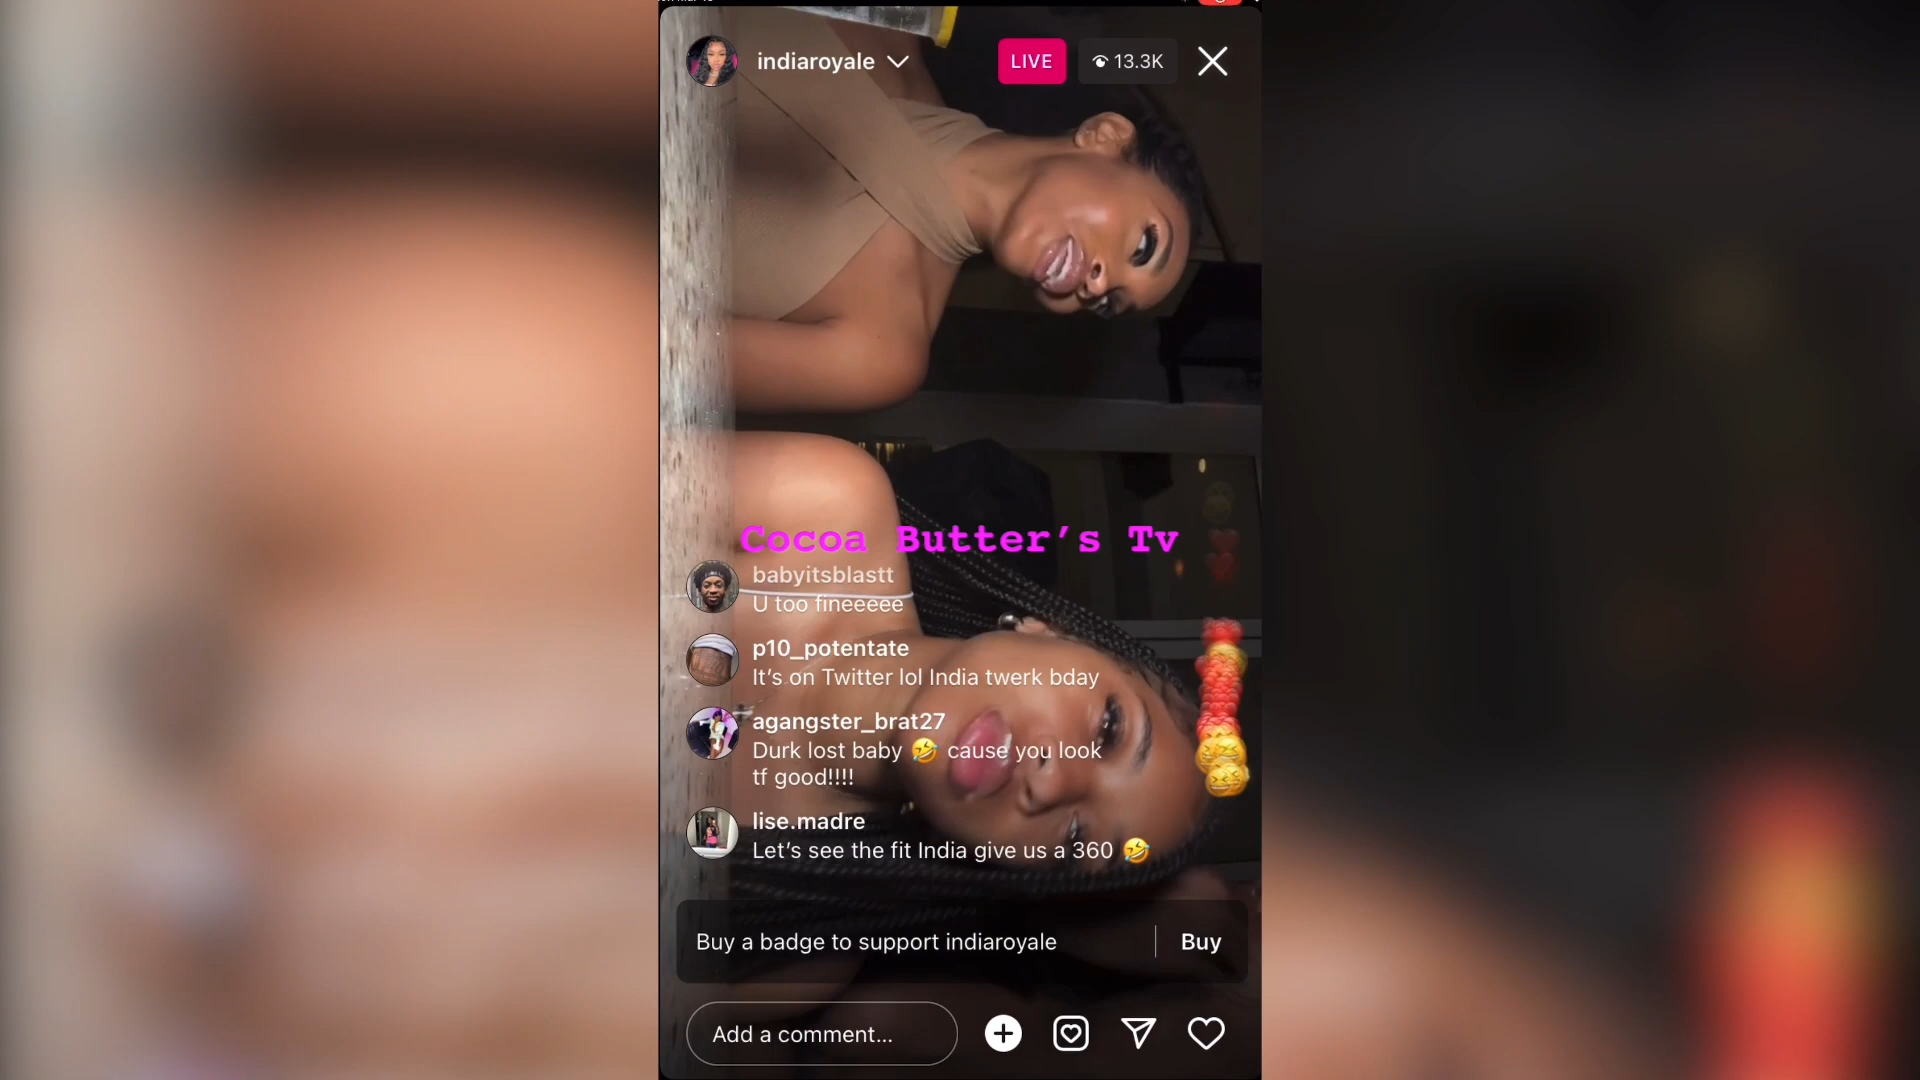 indiaroyale
LIVE
13.3K
Cocoa Butter’s Tv
babyitsblastt
U too fineeeee
p10_potentate
It’s on Twitter lol India twerk bday
agangster_brat27
Durk lost baby 🤣 cause you look
tf good!!!!
lise.madre
Let’s see the fit India give us a 360 🤣
Buy a badge to support indiaroyale
Buy
Add a comment...